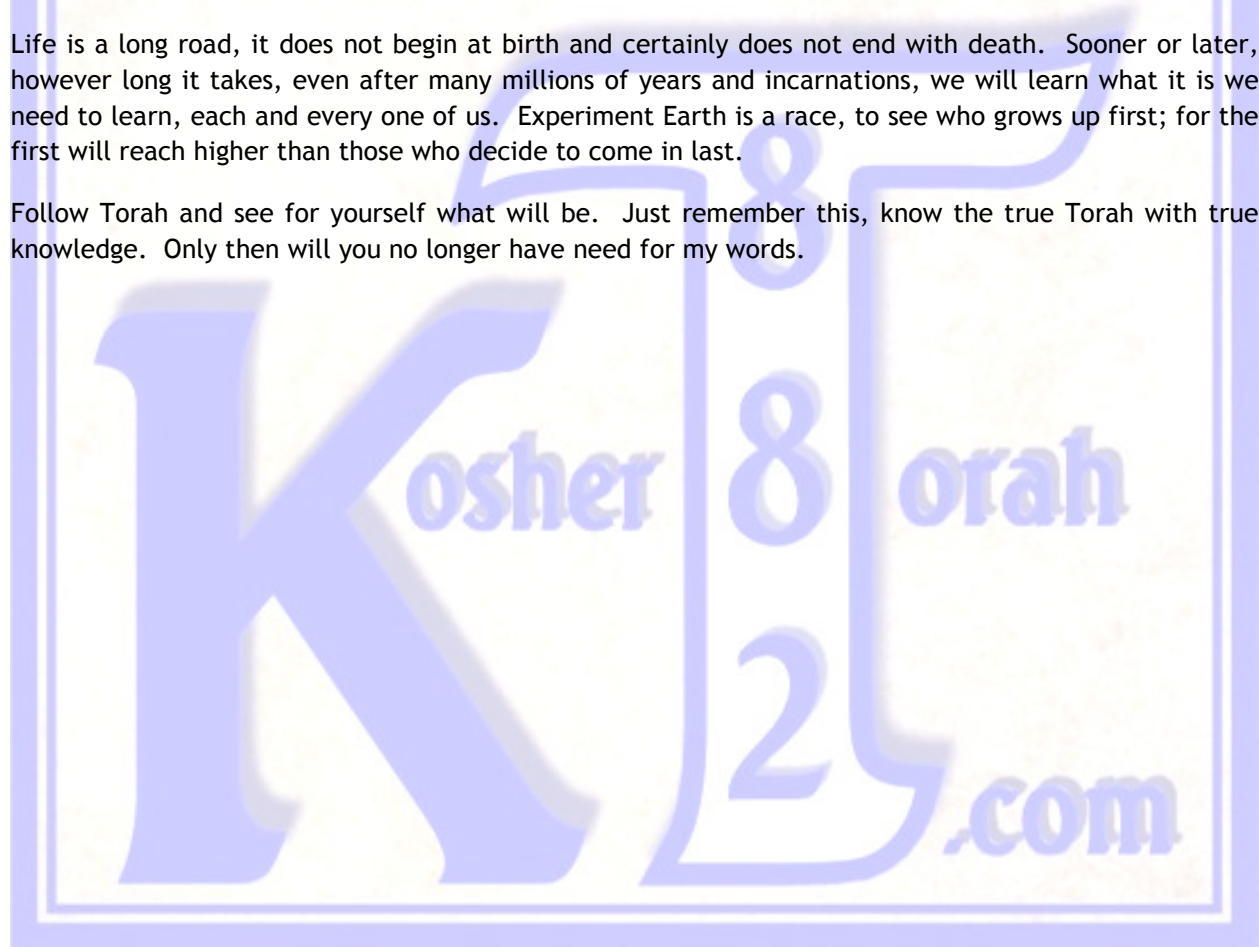 Life is a long road, it does not begin at birth and certainly does not end with death. Sooner or later,
however long it takes, even after many millions of years and incarnations, we will learn what it is we
need to learn, each and every one of us. Experiment Earth is a race, to see who grows up first; for the
first will reach higher than those who decide to come in last.
Follow Torah and see for yourself what will be. Just remember this, know the true Torah with true
knowledge. Only then will you no longer have need for my words.
8
Kosher 8 Torah
2
.com